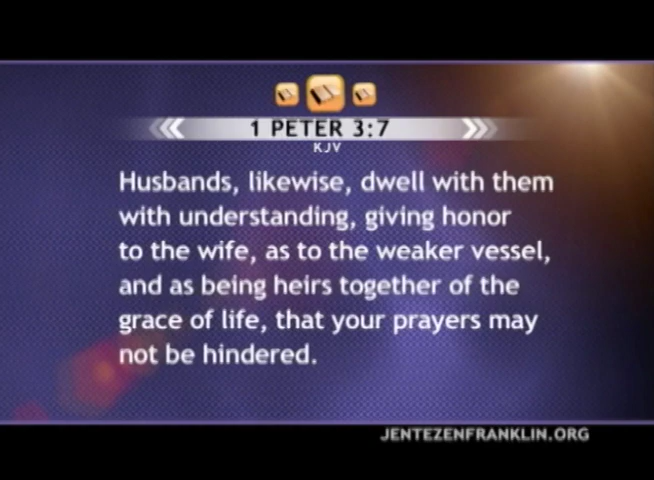 1 PETER 3:7
KJV
Husbands, likewise, dwell with them
with understanding, giving honor
to the wife, as to the weaker vessel,
and as being heirs together of the
grace of life, that your prayers may
not be hindered.
JENTEZENFRANKLIN.ORG